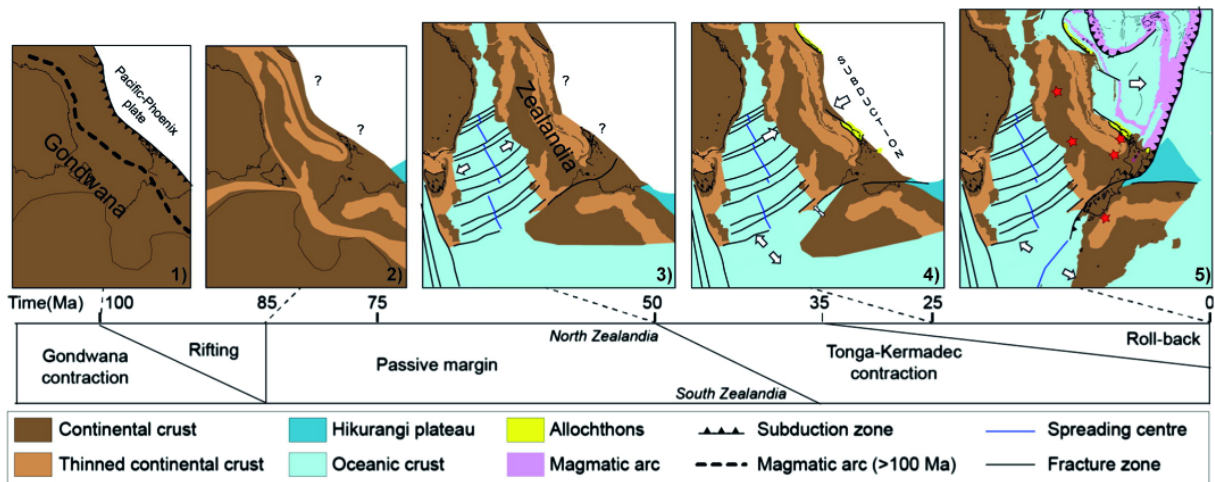 Pacific-Phoenix
plate
Gondwana
1)
?
?
2)
Zealandia
?
?
3)
SUBDUCTION
4)
5)
Time(Ma) 100 85 75 50 35 25 0
Gondwana
contraction
Rifting
Passive margin
North Zealandia
South Zealandia
Tonga-Kermadec
contraction
Roll-back
Continental crust
Hikurangi plateau
Allochthons
Subduction zone
Spreading centre
Thinned continental crust
Oceanic crust
Magmatic arc
Magmatic arc (>100 Ma)
Fracture zone